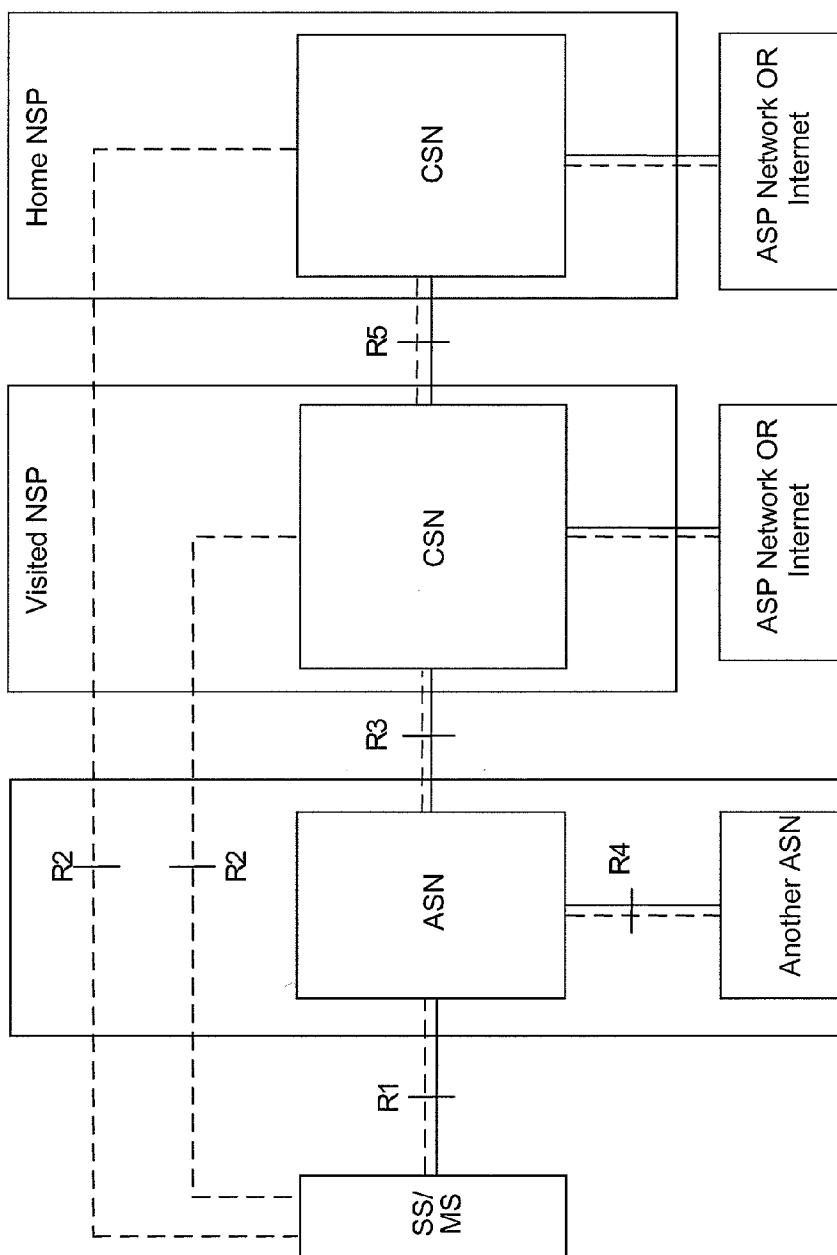 Home NSP
CSN
ASP Network OR
Internet
R5
Visited NSP
CSN
ASP Network OR
Internet
R3
R2
R2
ASN
R4
Another ASN
R1
SS/
MS